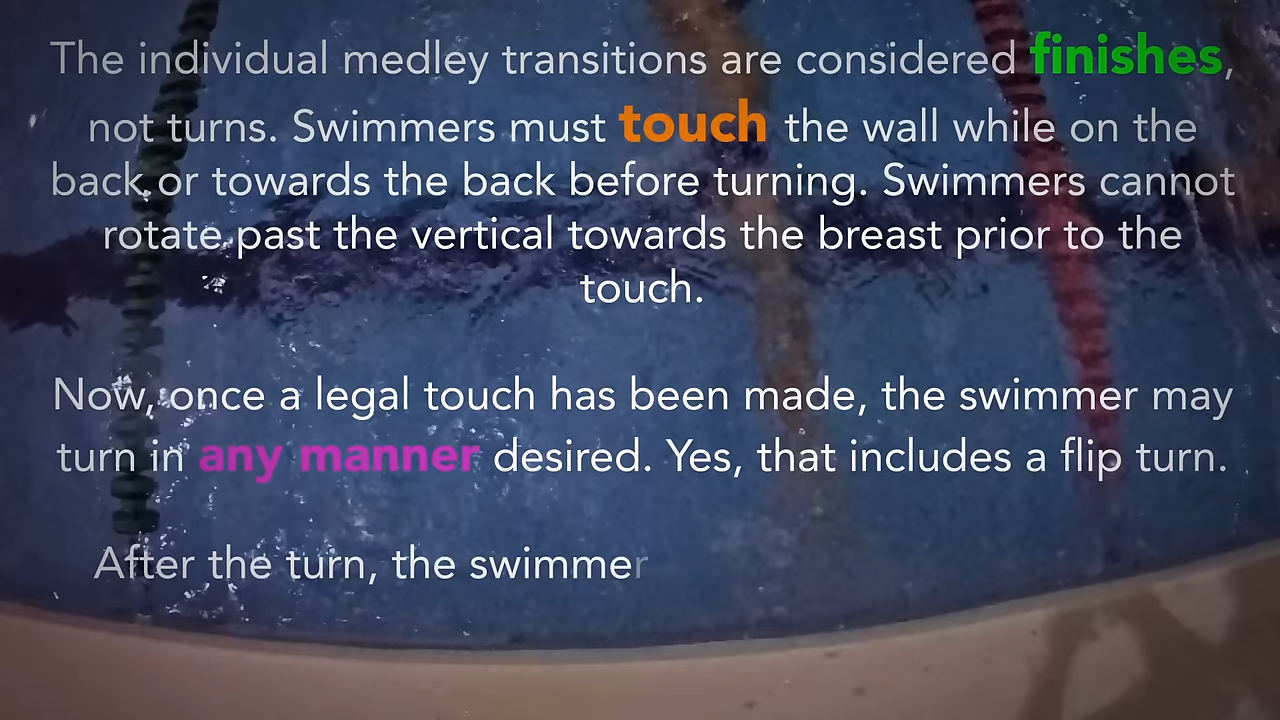 The individual medley transitions are considered finishes,
not turns. Swimmers must touch the wall while on the
back or towards the back before turning. Swimmers cannot
rotate past the vertical towards the breast prior to the
touch.
Now, once a legal touch has been made, the swimmer may
turn in any manner desired. Yes, that includes a flip turn.
After the turn, the swimmer